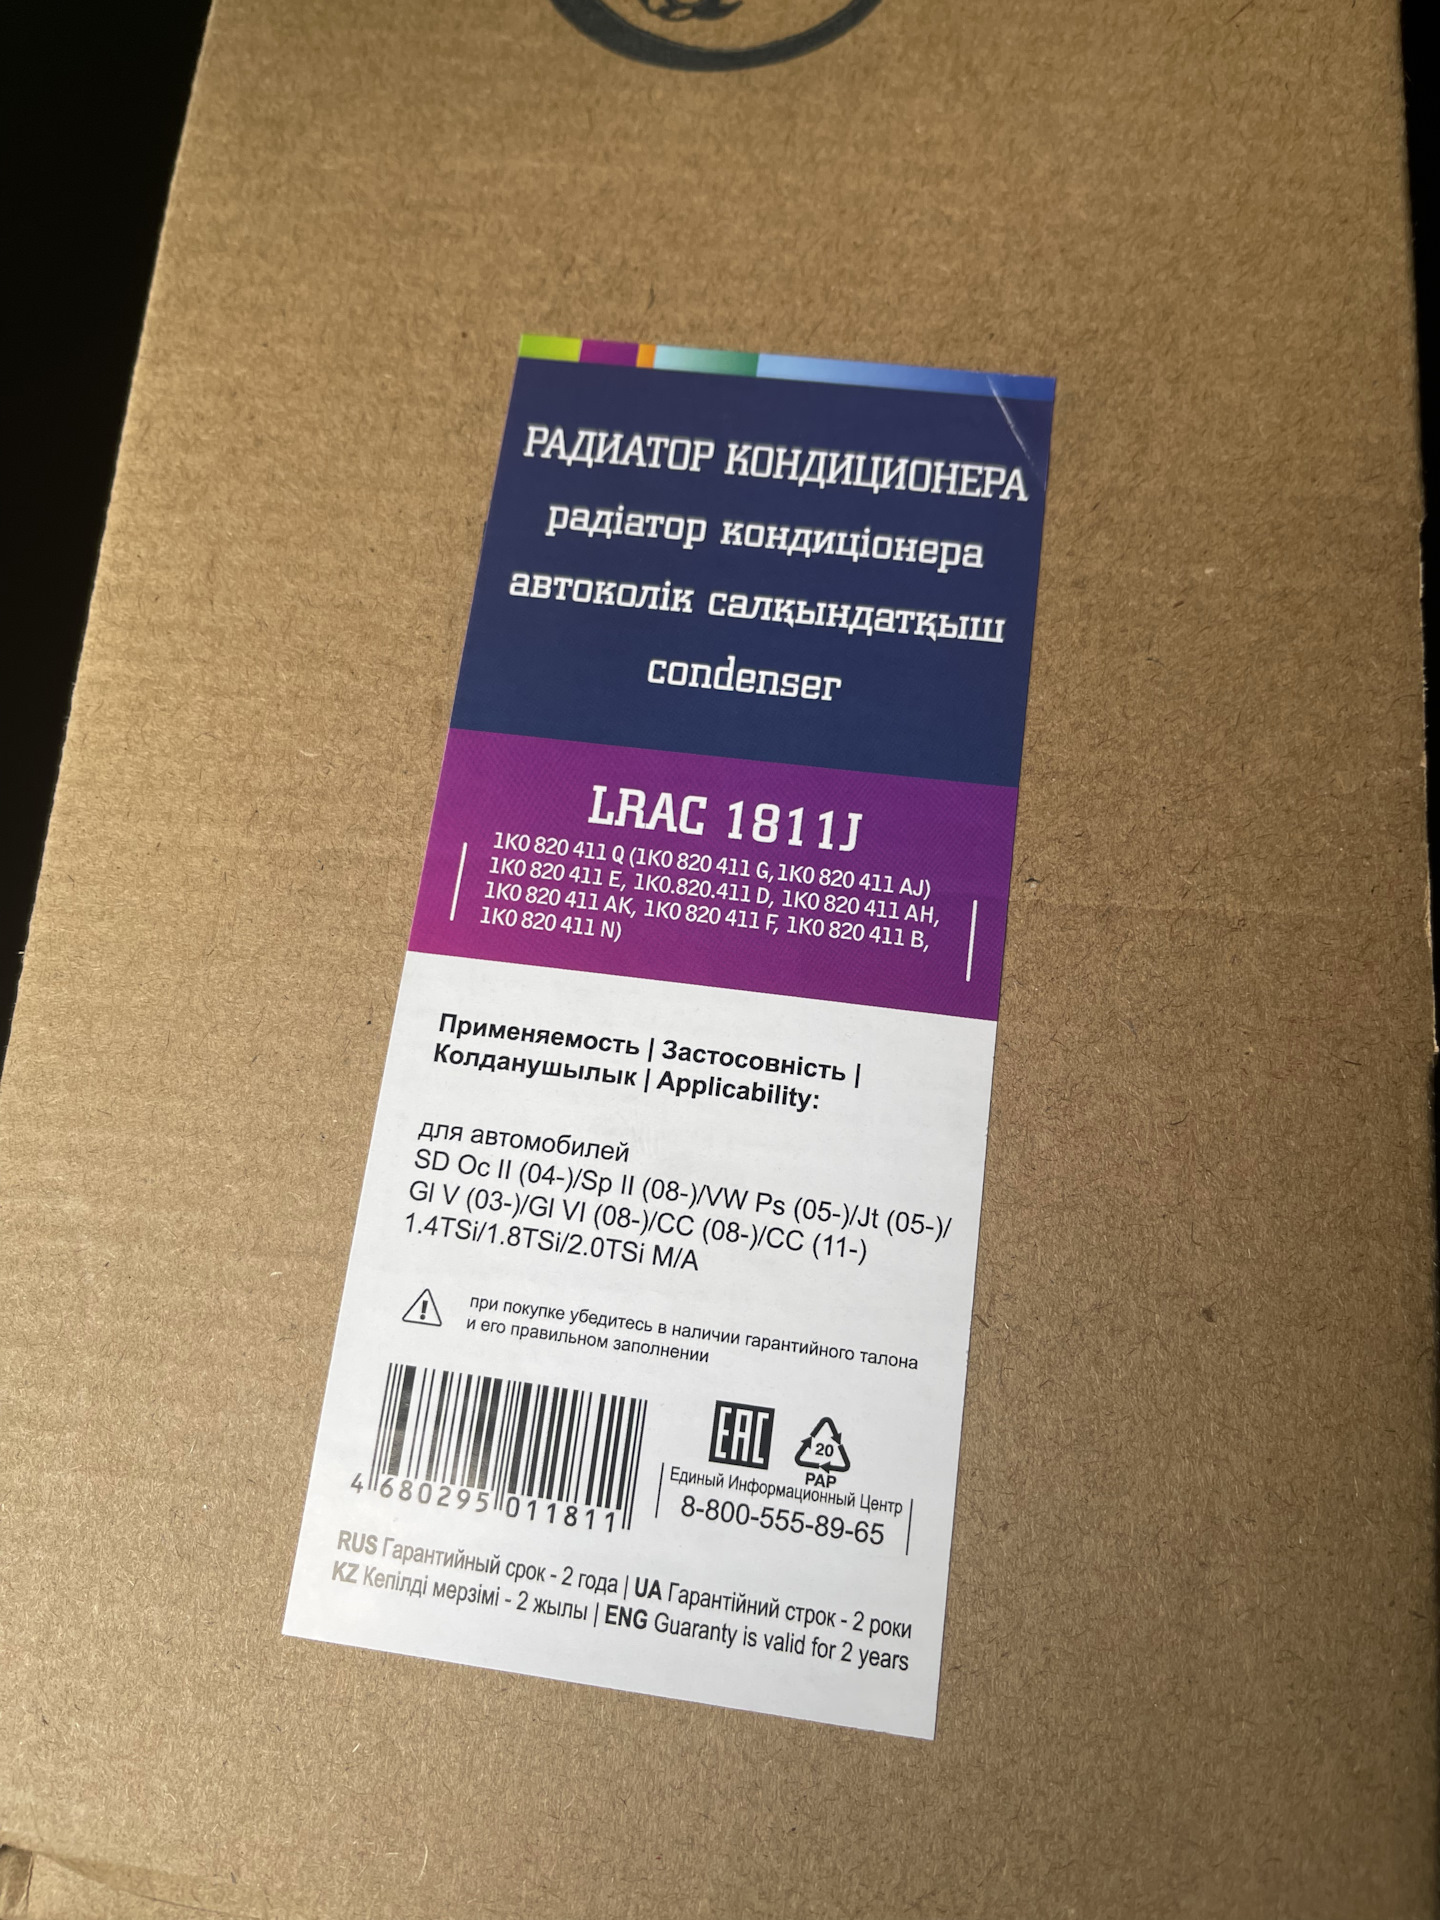 РАДИАТОР КОНДИЦИОНЕРА
радіатор кондиціонера
автоколік салқындатқыш
condenser
LRAC 1811J
1K0 820 411 Q (1K0 820 411 G, 1K0 820 411 AJ)
1K0 820 411 E, 1K0.820.411 D, 1K0 820 411 AH,
1K0 820 411 AK, 1K0 820 411 F, 1K0 820 411 B,
1K0 820 411 N)
Применяемость | Застосовність |
Колданушылык | Applicability:
для автомобилей
SD Oc II (04-)/Sp II (08-)/VW Ps (05-)/Jt (05-)/
Gl V (03-)/Gl VI (08-)/CC (08-)/CC (11-)
1.4TSi/1.8TSi/2.0TSi M/A
при покупке убедитесь в наличии гарантийного талона
и его правильном заполнении
EAC
20
PAP
Единый Информационный Центр
8-800-555-89-65
4 680295 011811
RUS Гарантийный срок - 2 года | UA Гарантійний строк - 2 роки
KZ Кепілді мерзімі - 2 жылы | ENG Guaranty is valid for 2 years